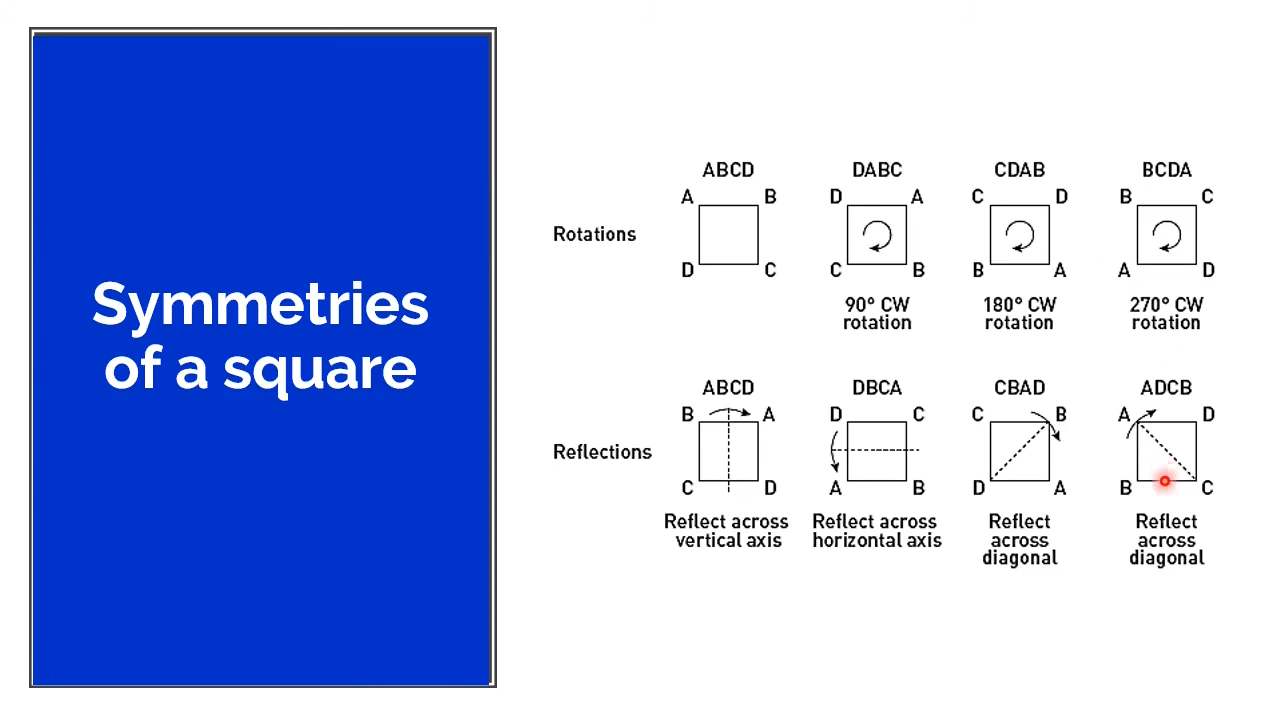 Symmetries
of a square
ABCD DABC CDAB BCDA
A B D A C D B C
Rotations
D C C B B A A D
90° CW 180° CW 270° CW
rotation rotation rotation
ABCD DBCA CBAD ADCB
B A D C C B A D
Reflections
C D A B D A B C
Reflect across Reflect across Reflect Reflect
vertical axis horizontal axis across across
diagonal diagonal